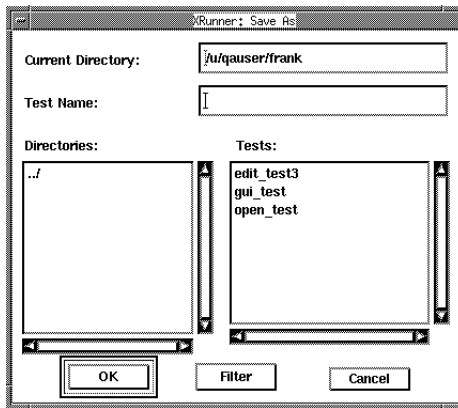 XRunner: Save As
Current Directory: /u/qauser/frank
Test Name:
Directories: Tests:
../ edit_test3
gui_test
open_test
OK Filter Cancel